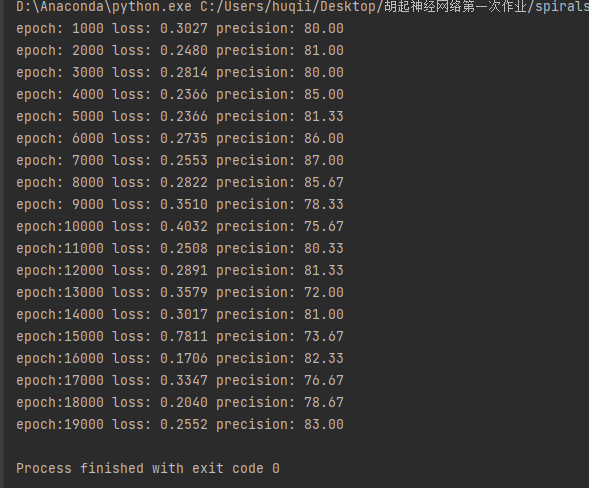 D:\Anaconda\python.exe C:/Users/huqii/Desktop/胡起神经网络第一次作业/spirals
epoch: 1000 loss: 0.3027 precision: 80.00
epoch: 2000 loss: 0.2480 precision: 81.00
epoch: 3000 loss: 0.2814 precision: 80.00
epoch: 4000 loss: 0.2366 precision: 85.00
epoch: 5000 loss: 0.2366 precision: 81.33
epoch: 6000 loss: 0.2735 precision: 86.00
epoch: 7000 loss: 0.2553 precision: 87.00
epoch: 8000 loss: 0.2822 precision: 85.67
epoch: 9000 loss: 0.3510 precision: 78.33
epoch:10000 loss: 0.4032 precision: 75.67
epoch:11000 loss: 0.2508 precision: 80.33
epoch:12000 loss: 0.2891 precision: 81.33
epoch:13000 loss: 0.3579 precision: 72.00
epoch:14000 loss: 0.3017 precision: 81.00
epoch:15000 loss: 0.7811 precision: 73.67
epoch:16000 loss: 0.1706 precision: 82.33
epoch:17000 loss: 0.3347 precision: 76.67
epoch:18000 loss: 0.2040 precision: 78.67
epoch:19000 loss: 0.2552 precision: 83.00
Process finished with exit code 0